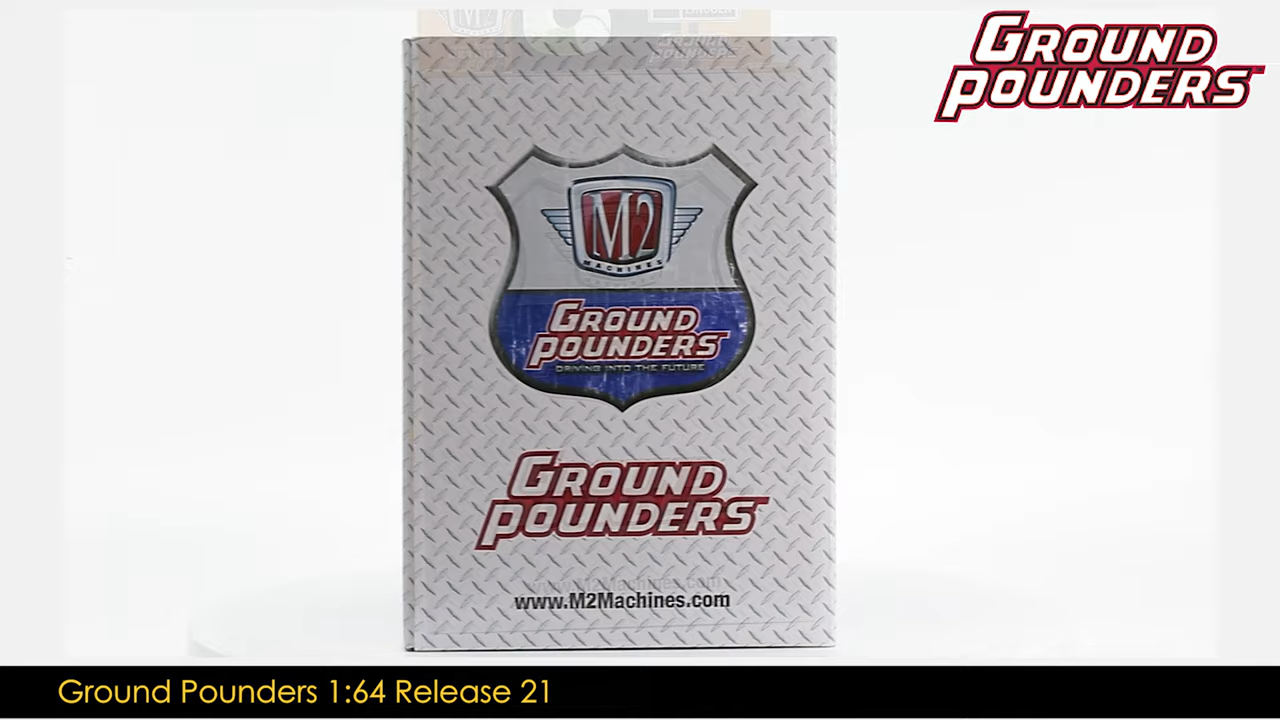 GROUND
POUNDERS
M2
MACHINES
GROUND
POUNDERS
DRIVING INTO THE FUTURE
GROUND
POUNDERS
www.M2Machines.com
Ground Pounders 1:64 Release 21